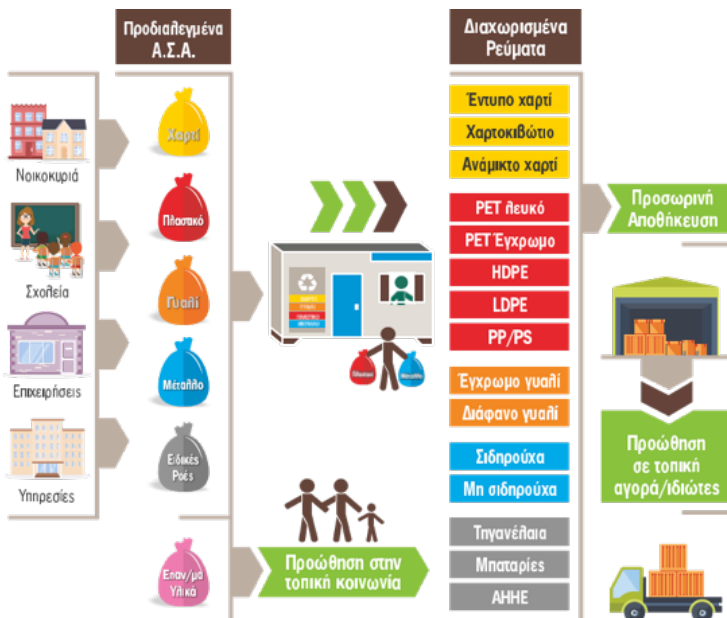 Προδιαλεγμένα
Α.Σ.Α.
Νοικοκυριά
Σχολεία
Επιχειρήσεις
Υπηρεσίες
Χαρτί
Πλαστικό
Γυαλί
Μέταλλο
Ειδικές
Ροές
Επαν/μα
Υλικά
Πλαστικό
Μέταλλο
Προώθηση στην
τοπική κοινωνία
Διαχωρισμένα
Ρεύματα
Έντυπο χαρτί
Χαρτοκιβώτιο
Ανάμικτο χαρτί
PET λευκό
PET Έγχρωμο
HDPE
LDPE
PP/PS
Έγχρωμο γυαλί
Διάφανο γυαλί
Σιδηρούχα
Μη σιδηρούχα
Τηγανέλαια
Μπαταρίες
ΑΗΗΕ
Προσωρινή
Αποθήκευση
Προώθηση
σε τοπική
αγορά/ιδιώτες